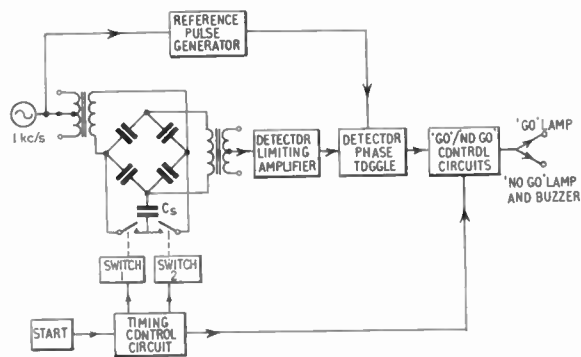 REFERENCE
PULSE
GENERATOR
1 kc/s
DETECTOR
LIMITING
AMPLIFIER
DETECTOR
PHASE
TOGGLE
'GO'/'NO GO'
CONTROL
CIRCUITS
'GO' LAMP
'NO GO' LAMP
AND BUZZER
Cs
SWITCH
1
SWITCH
2
START
TIMING
CONTROL
CIRCUIT